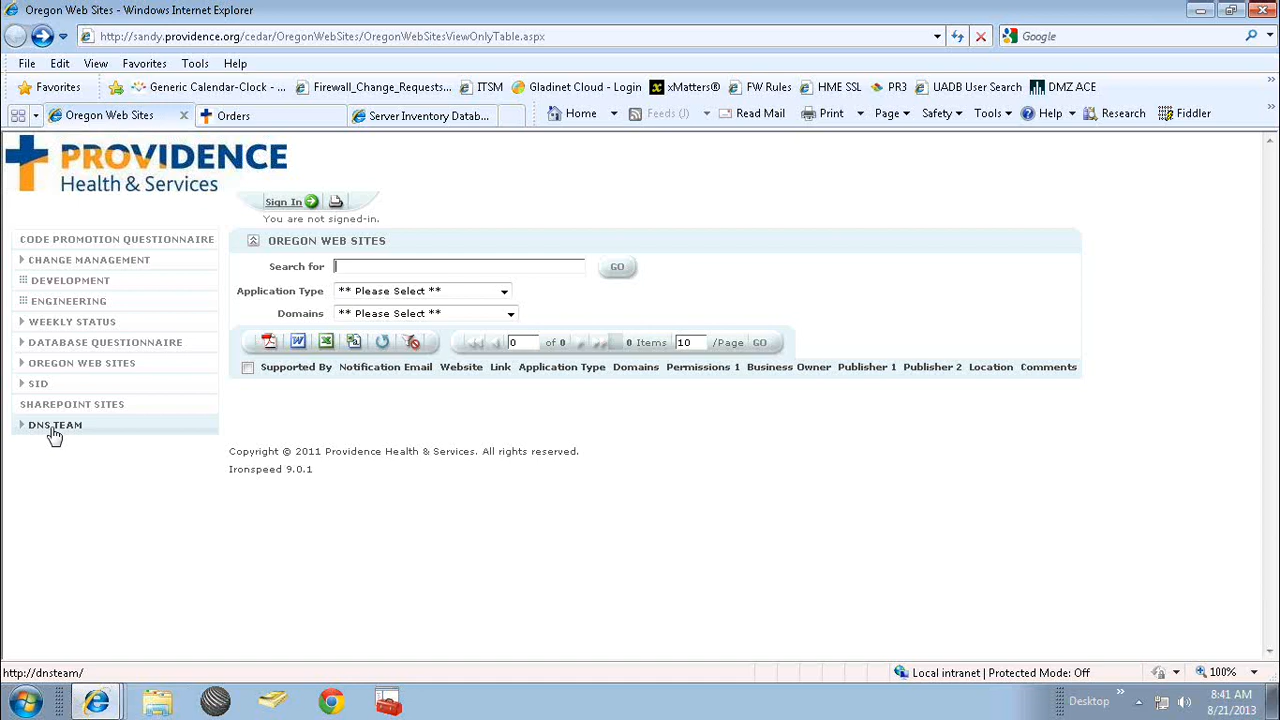 Oregon Web Sites - Windows Internet Explorer
http://sandy.providence.org/cedar/OregonWebSites/OregonWebSitesViewOnlyTable.aspx
Google
File Edit View Favorites Tools Help
Favorites Generic Calendar-Clock - ... Firewall_Change_Requests... ITSM Gladinet Cloud - Login xMatters® FW Rules HME SSL PR3 UADB User Search DMZ ACE
Oregon Web Sites Orders Server Inventory Datab... Home Feeds (J) Read Mail Print Page Safety Tools Help Research Fiddler
PROVIDENCE
Health & Services
Sign In
You are not signed-in.
CODE PROMOTION QUESTIONNAIRE
CHANGE MANAGEMENT
DEVELOPMENT
ENGINEERING
WEEKLY STATUS
DATABASE QUESTIONNAIRE
OREGON WEB SITES
SID
SHAREPOINT SITES
DNS TEAM
OREGON WEB SITES
Search for GO
Application Type ** Please Select **
Domains ** Please Select **
0 of 0 0 Items 10 /Page GO
Supported By Notification Email Website Link Application Type Domains Permissions 1 Business Owner Publisher 1 Publisher 2 Location Comments
Copyright © 2011 Providence Health & Services. All rights reserved.
Ironspeed 9.0.1
http://dnsteam/
Local intranet | Protected Mode: Off
100%
Desktop
8:41 AM
8/21/2013